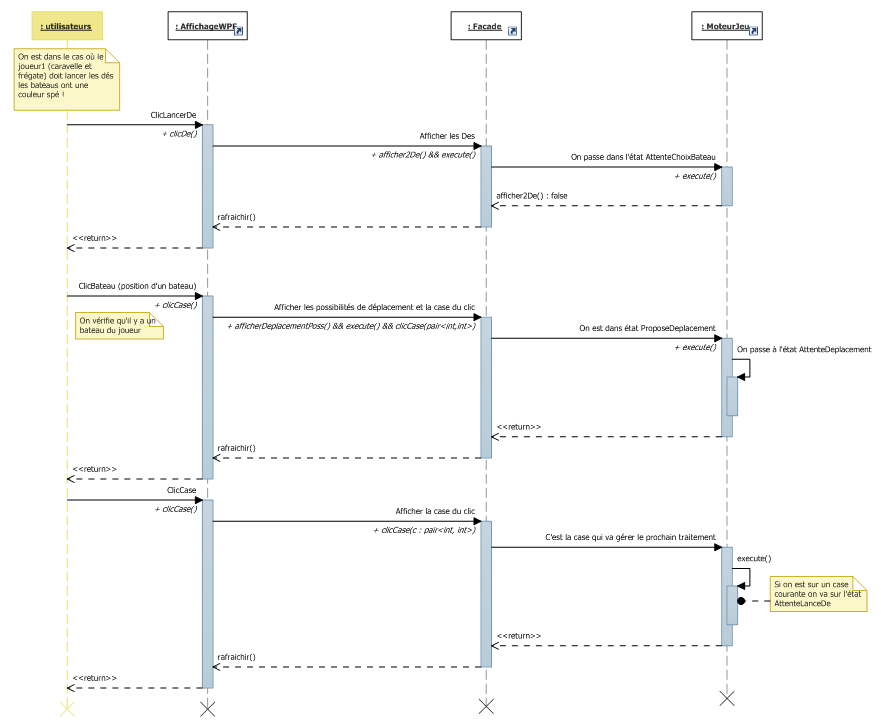 : utilisateurs
: AffichageWPF
: Facade
: MoteurJeu
On est dans le cas où le
joueur1 (caravelle et
frégate) doit lancer les dés
les bateaus ont une
couleur spé !
ClicLancerDe
+ clicDe()
Afficher les Des
+ afficher2De() && execute()
On passe dans l'état AttenteChoixBateau
+ execute()
afficher2De() : false
rafraichir()
<<return>>
ClicBateau (position d'un bateau)
+ clicCase()
On vérifie qu'il y a un
bateau du joueur
Afficher les possibilités de déplacement et la case du clic
+ afficherDeplacementPoss() && execute() && clicCase(pair<int,int>)
On est dans état ProposeDeplacement
+ execute()
On passe à l'état AttenteDeplacement
<<return>>
rafraichir()
<<return>>
ClicCase
+ clicCase()
Afficher la case du clic
+ clicCase(c : pair<int, int>)
C'est la case qui va gérer le prochain traitement
execute()
Si on est sur un case
courante on va sur l'état
AttenteLanceDe
<<return>>
rafraichir()
<<return>>